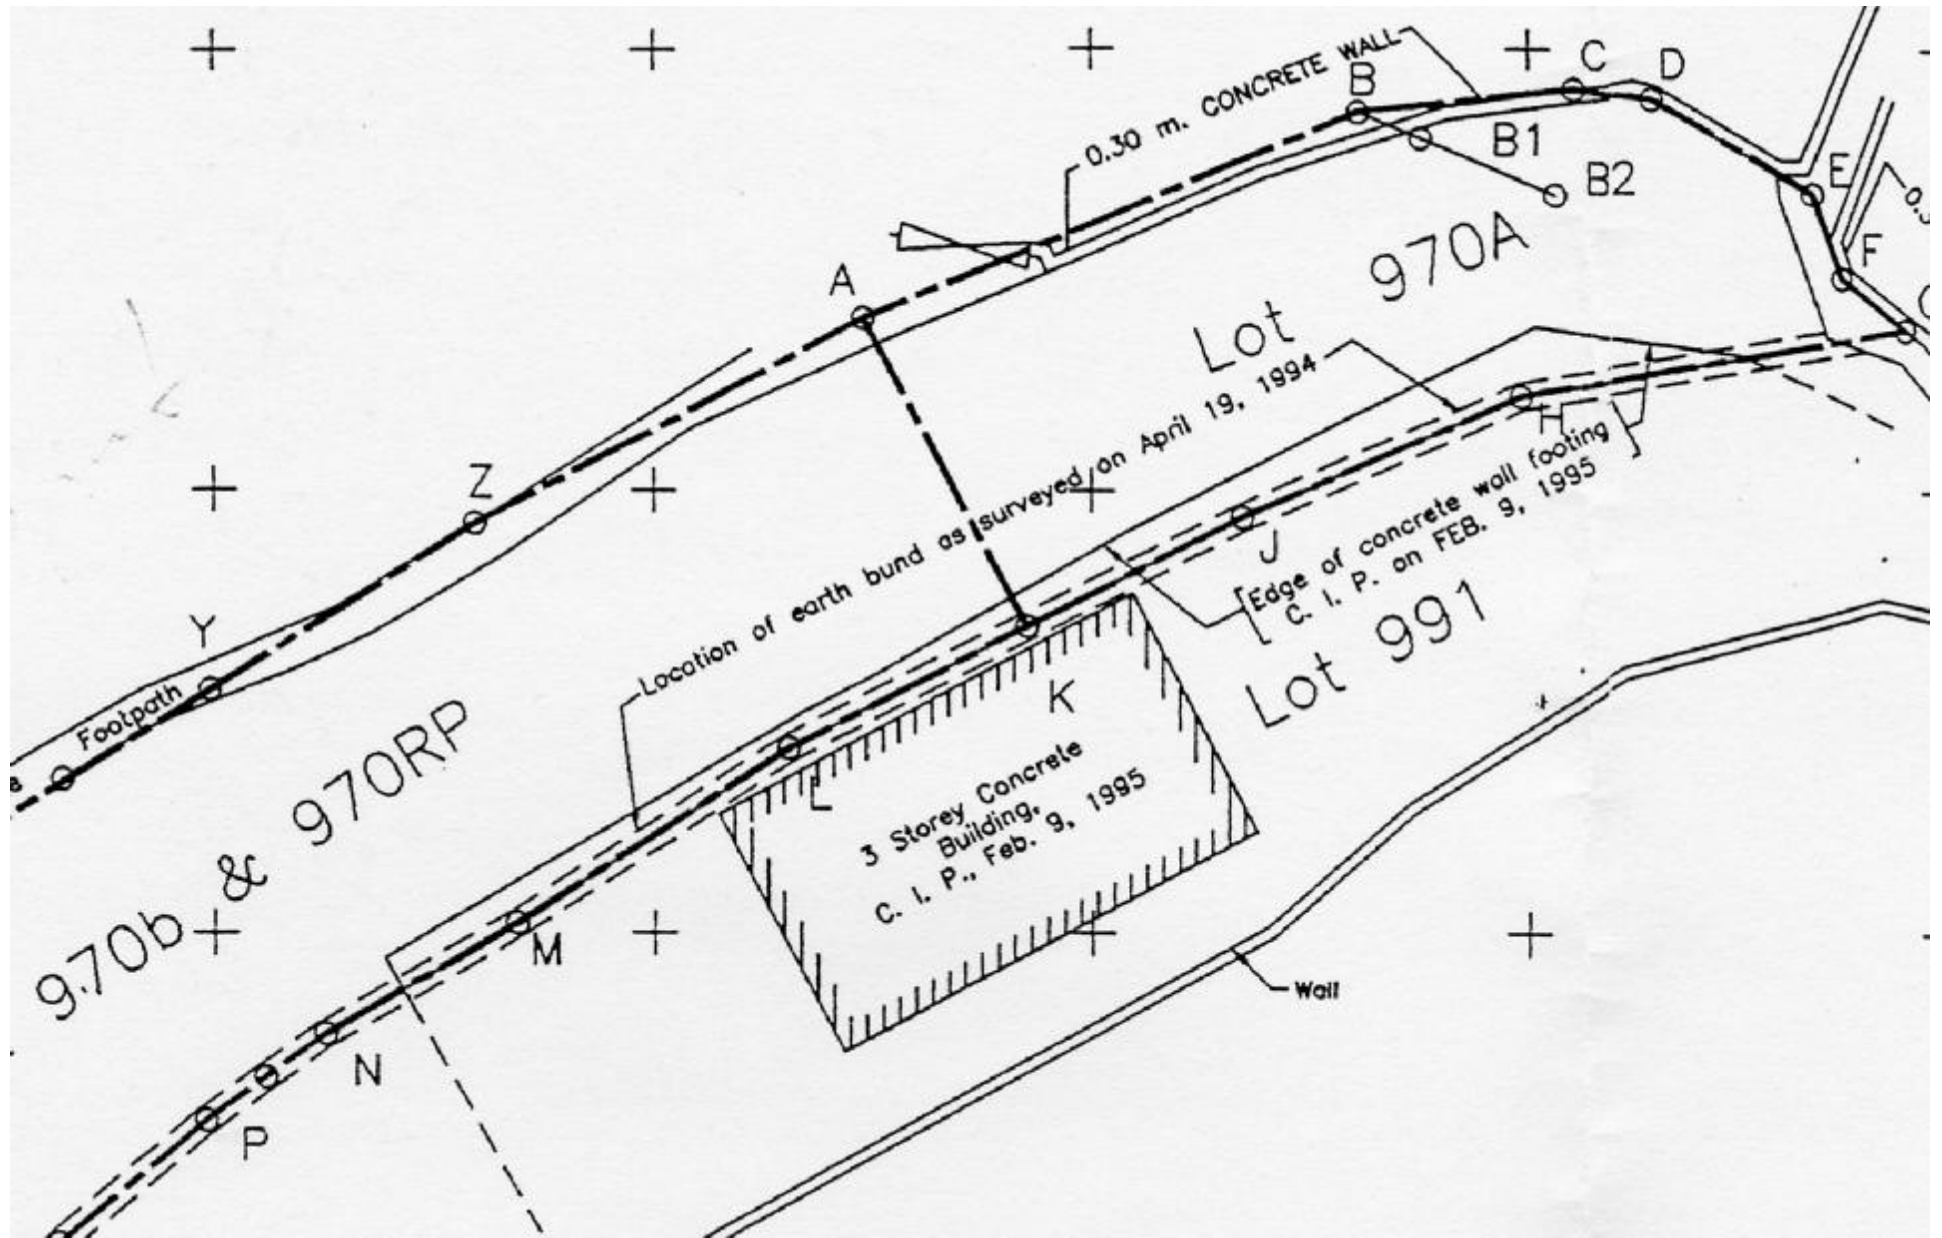 0.30 m. CONCRETE WALL
B
C
D
B1
B2
E
F
A
Lot 970A
Z
Location of earth bund as surveyed on April 19, 1994
H
J
Edge of concrete wall footing
C. I. P. on FEB. 9, 1995
Lot 991
Y
Footpath
K
L
3 Storey Concrete
Building,
C. I. P., Feb. 9, 1995
970b & 970RP
M
N
P
Wall